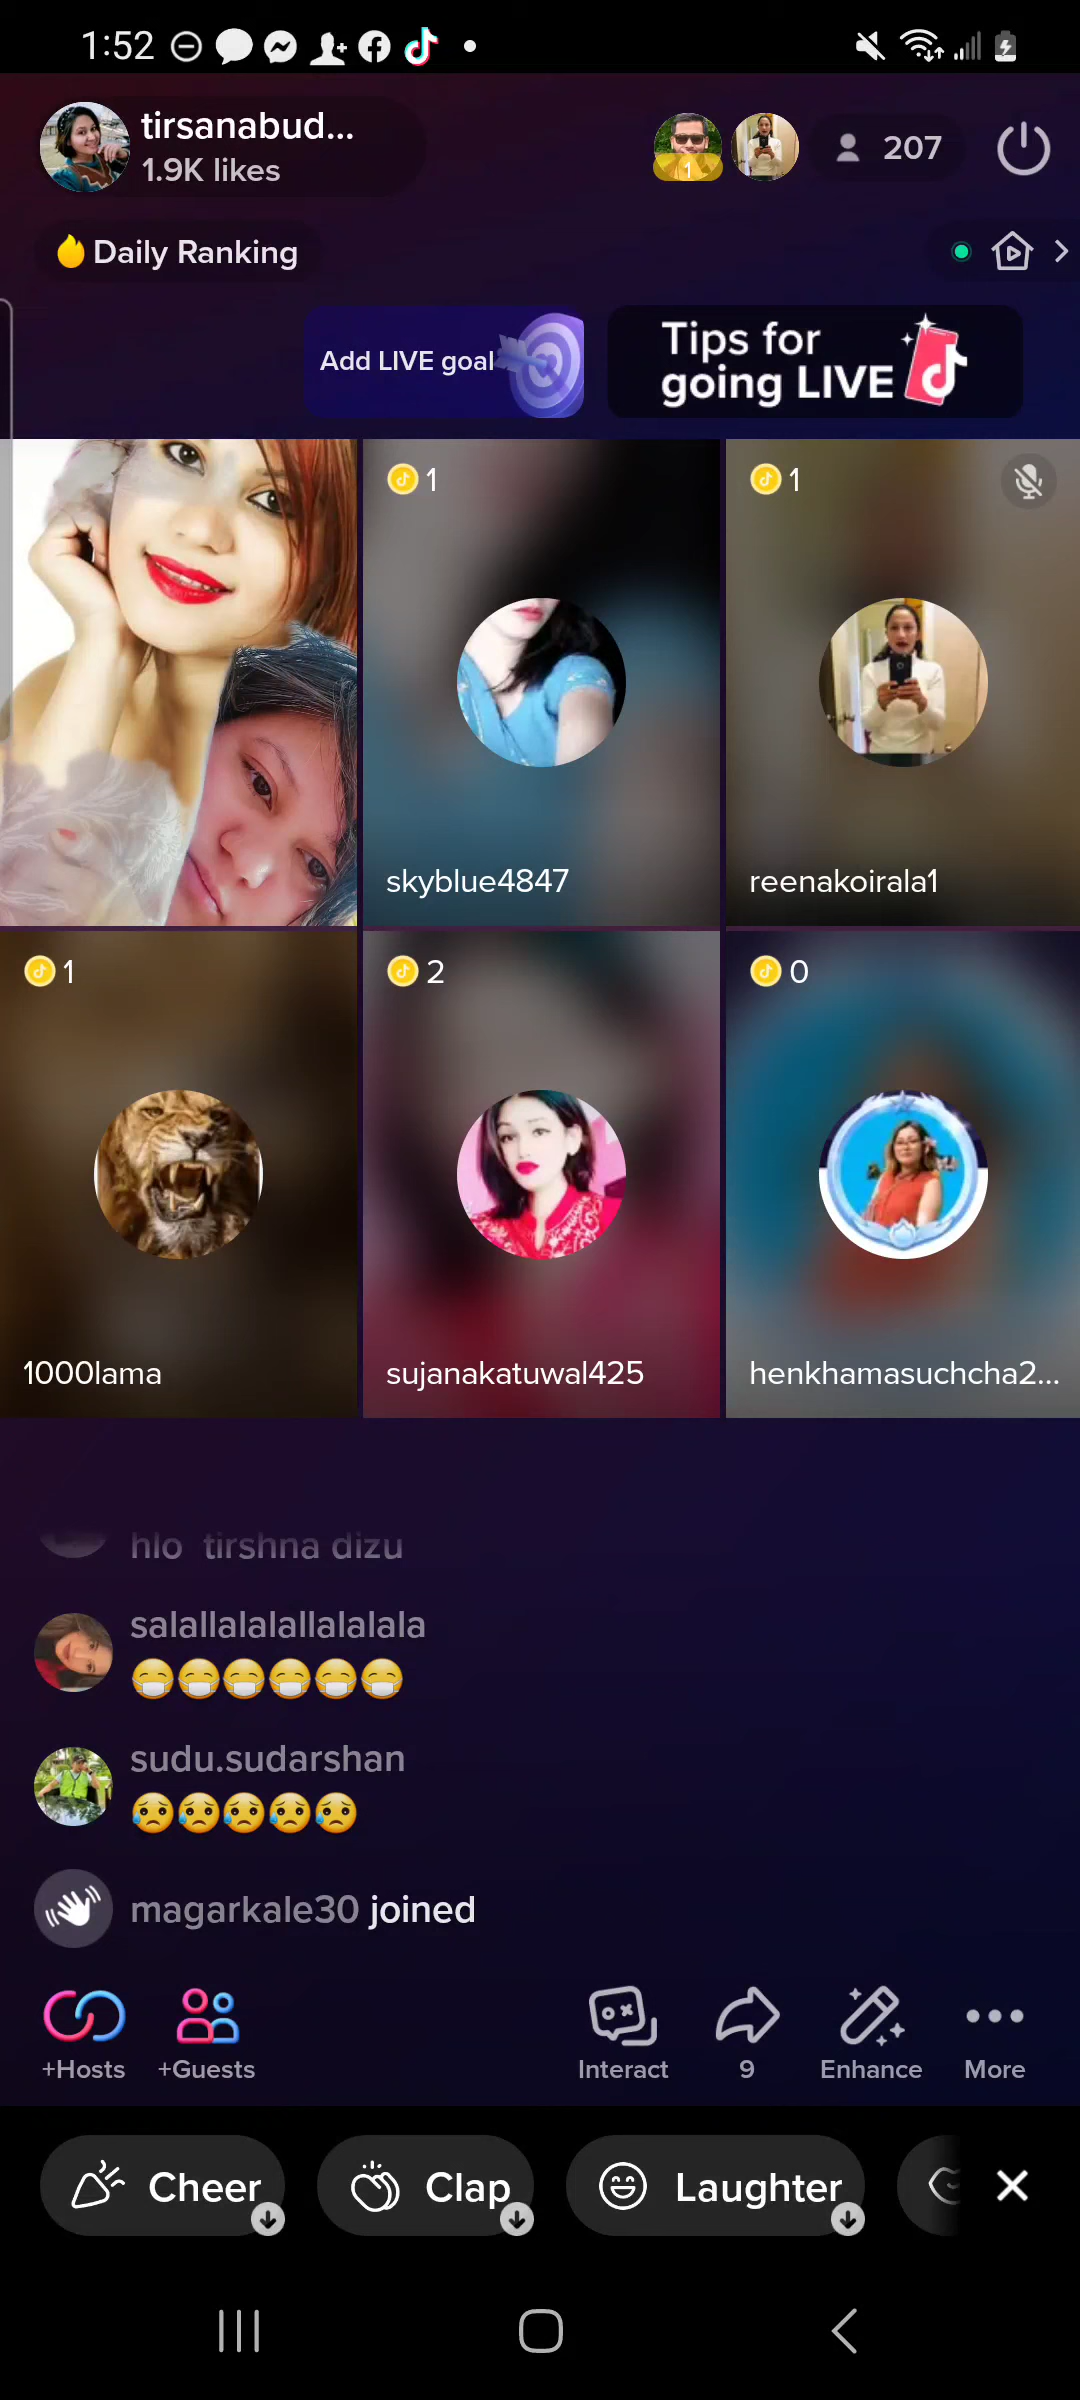 1:52
tirsanabud...
1.9K likes
1
207
Daily Ranking
Add LIVE goal
Tips for
going LIVE
1
1
skyblue4847
reenakoirala1
1
2
0
1000lama
sujanakatuwal425
henkhamasuchcha2...
hlo tirshna dizu
salallalalallalalala
😷😷😷😷😷😷
sudu.sudarshan
😥😥😥😥😥
magarkale30 joined
+Hosts
+Guests
Interact
9
Enhance
More
Cheer
Clap
Laughter